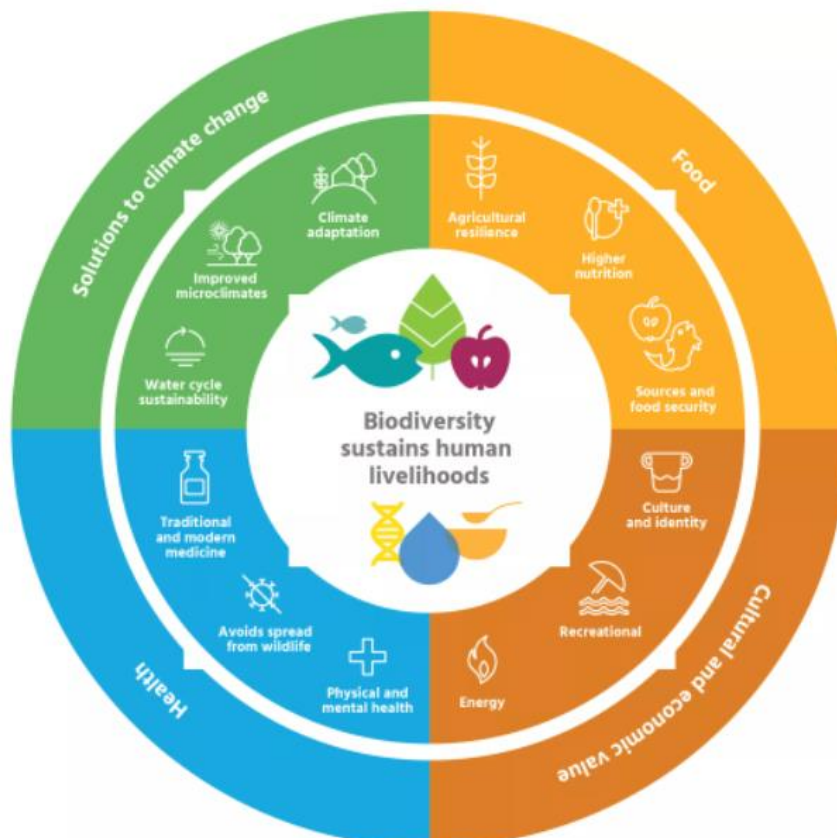 Solutions to climate change
Food
Climate
adaptation
Improved
microclimates
Water cycle
sustainability
Agricultural
resilience
Higher
nutrition
Sources and
food security
Biodiversity
sustains human
livelihoods
Traditional
and modern
medicine
Avoids spread
from wildlife
Physical and
mental health
Health
Culture
and identity
Recreational
Energy
Cultural and economic value